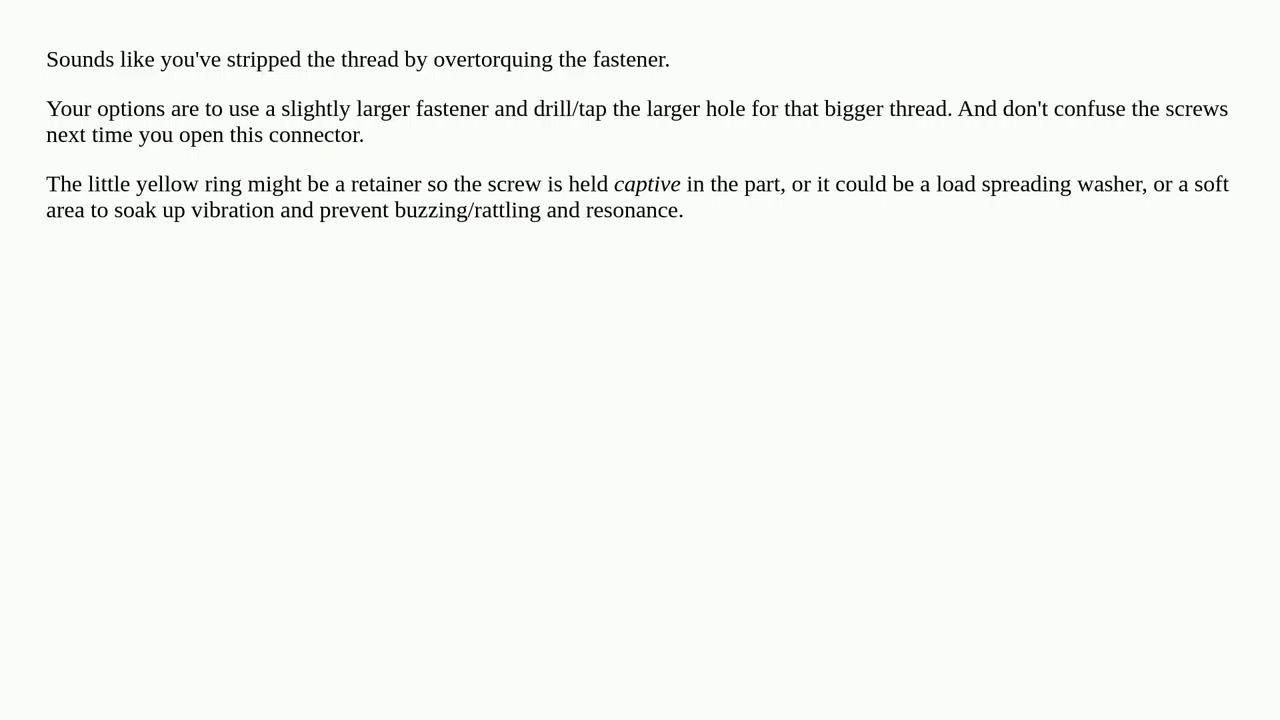 Sounds like you've stripped the thread by overtorquing the fastener.
Your options are to use a slightly larger fastener and drill/tap the larger hole for that bigger thread. And don't confuse the screws
next time you open this connector.
The little yellow ring might be a retainer so the screw is held captive in the part, or it could be a load spreading washer, or a soft
area to soak up vibration and prevent buzzing/rattling and resonance.